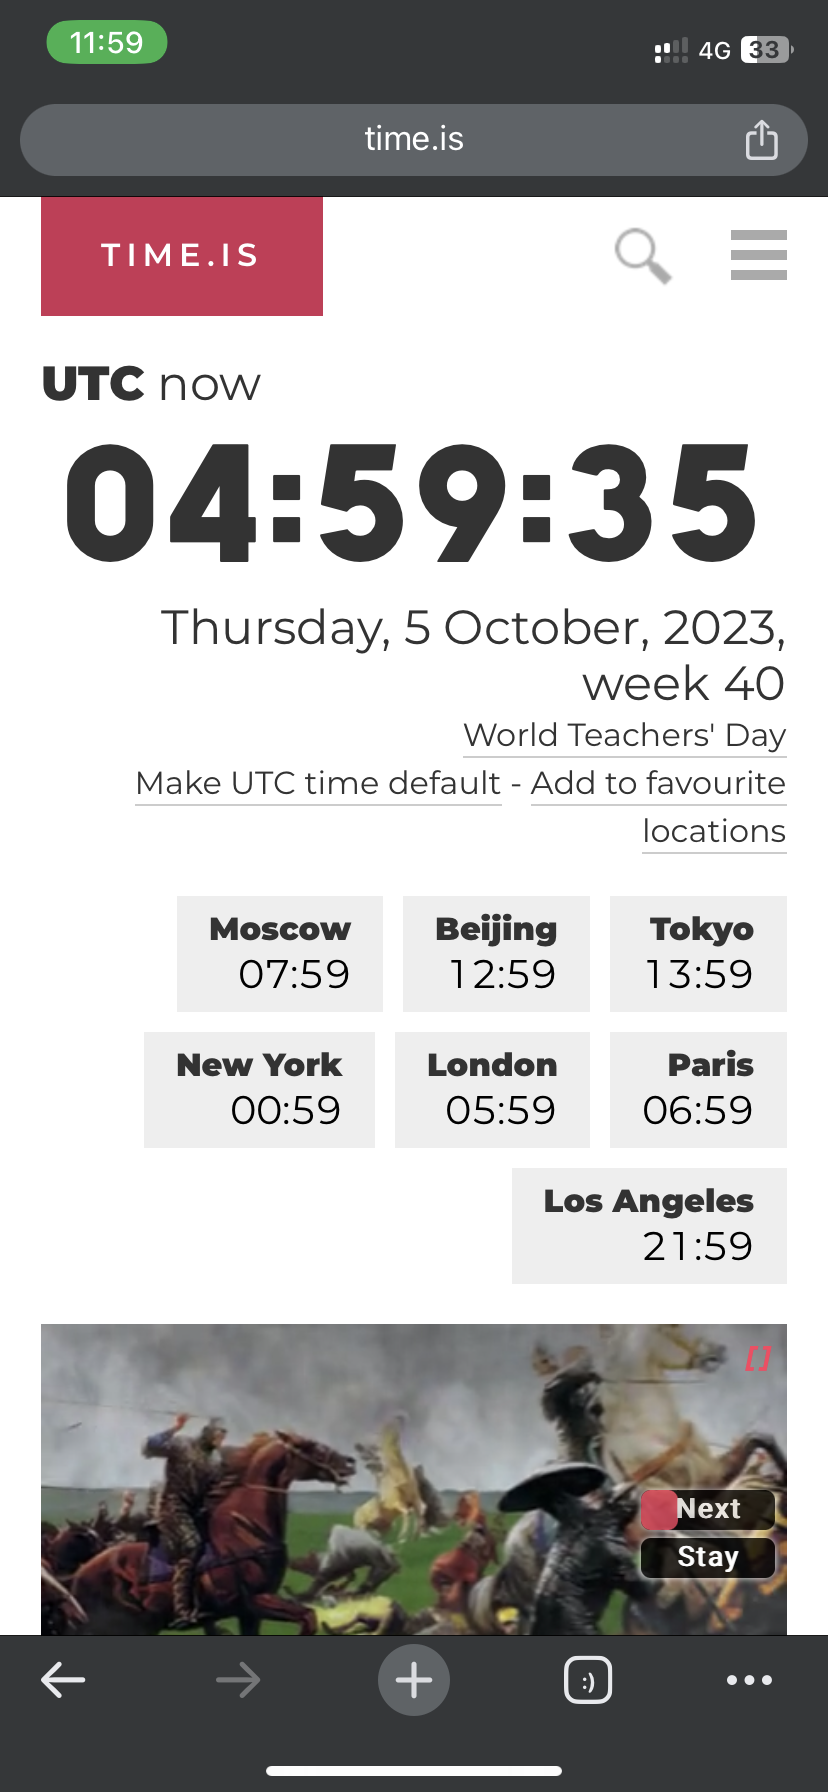 11:59
4G 33
time.is
TIME.IS
UTC now
04:59:35
Thursday, 5 October, 2023,
week 40
World Teachers' Day
Make UTC time default - Add to favourite
locations
Moscow
07:59
Beijing
12:59
Tokyo
13:59
New York
00:59
London
05:59
Paris
06:59
Los Angeles
21:59
[]
Next
Stay
:)